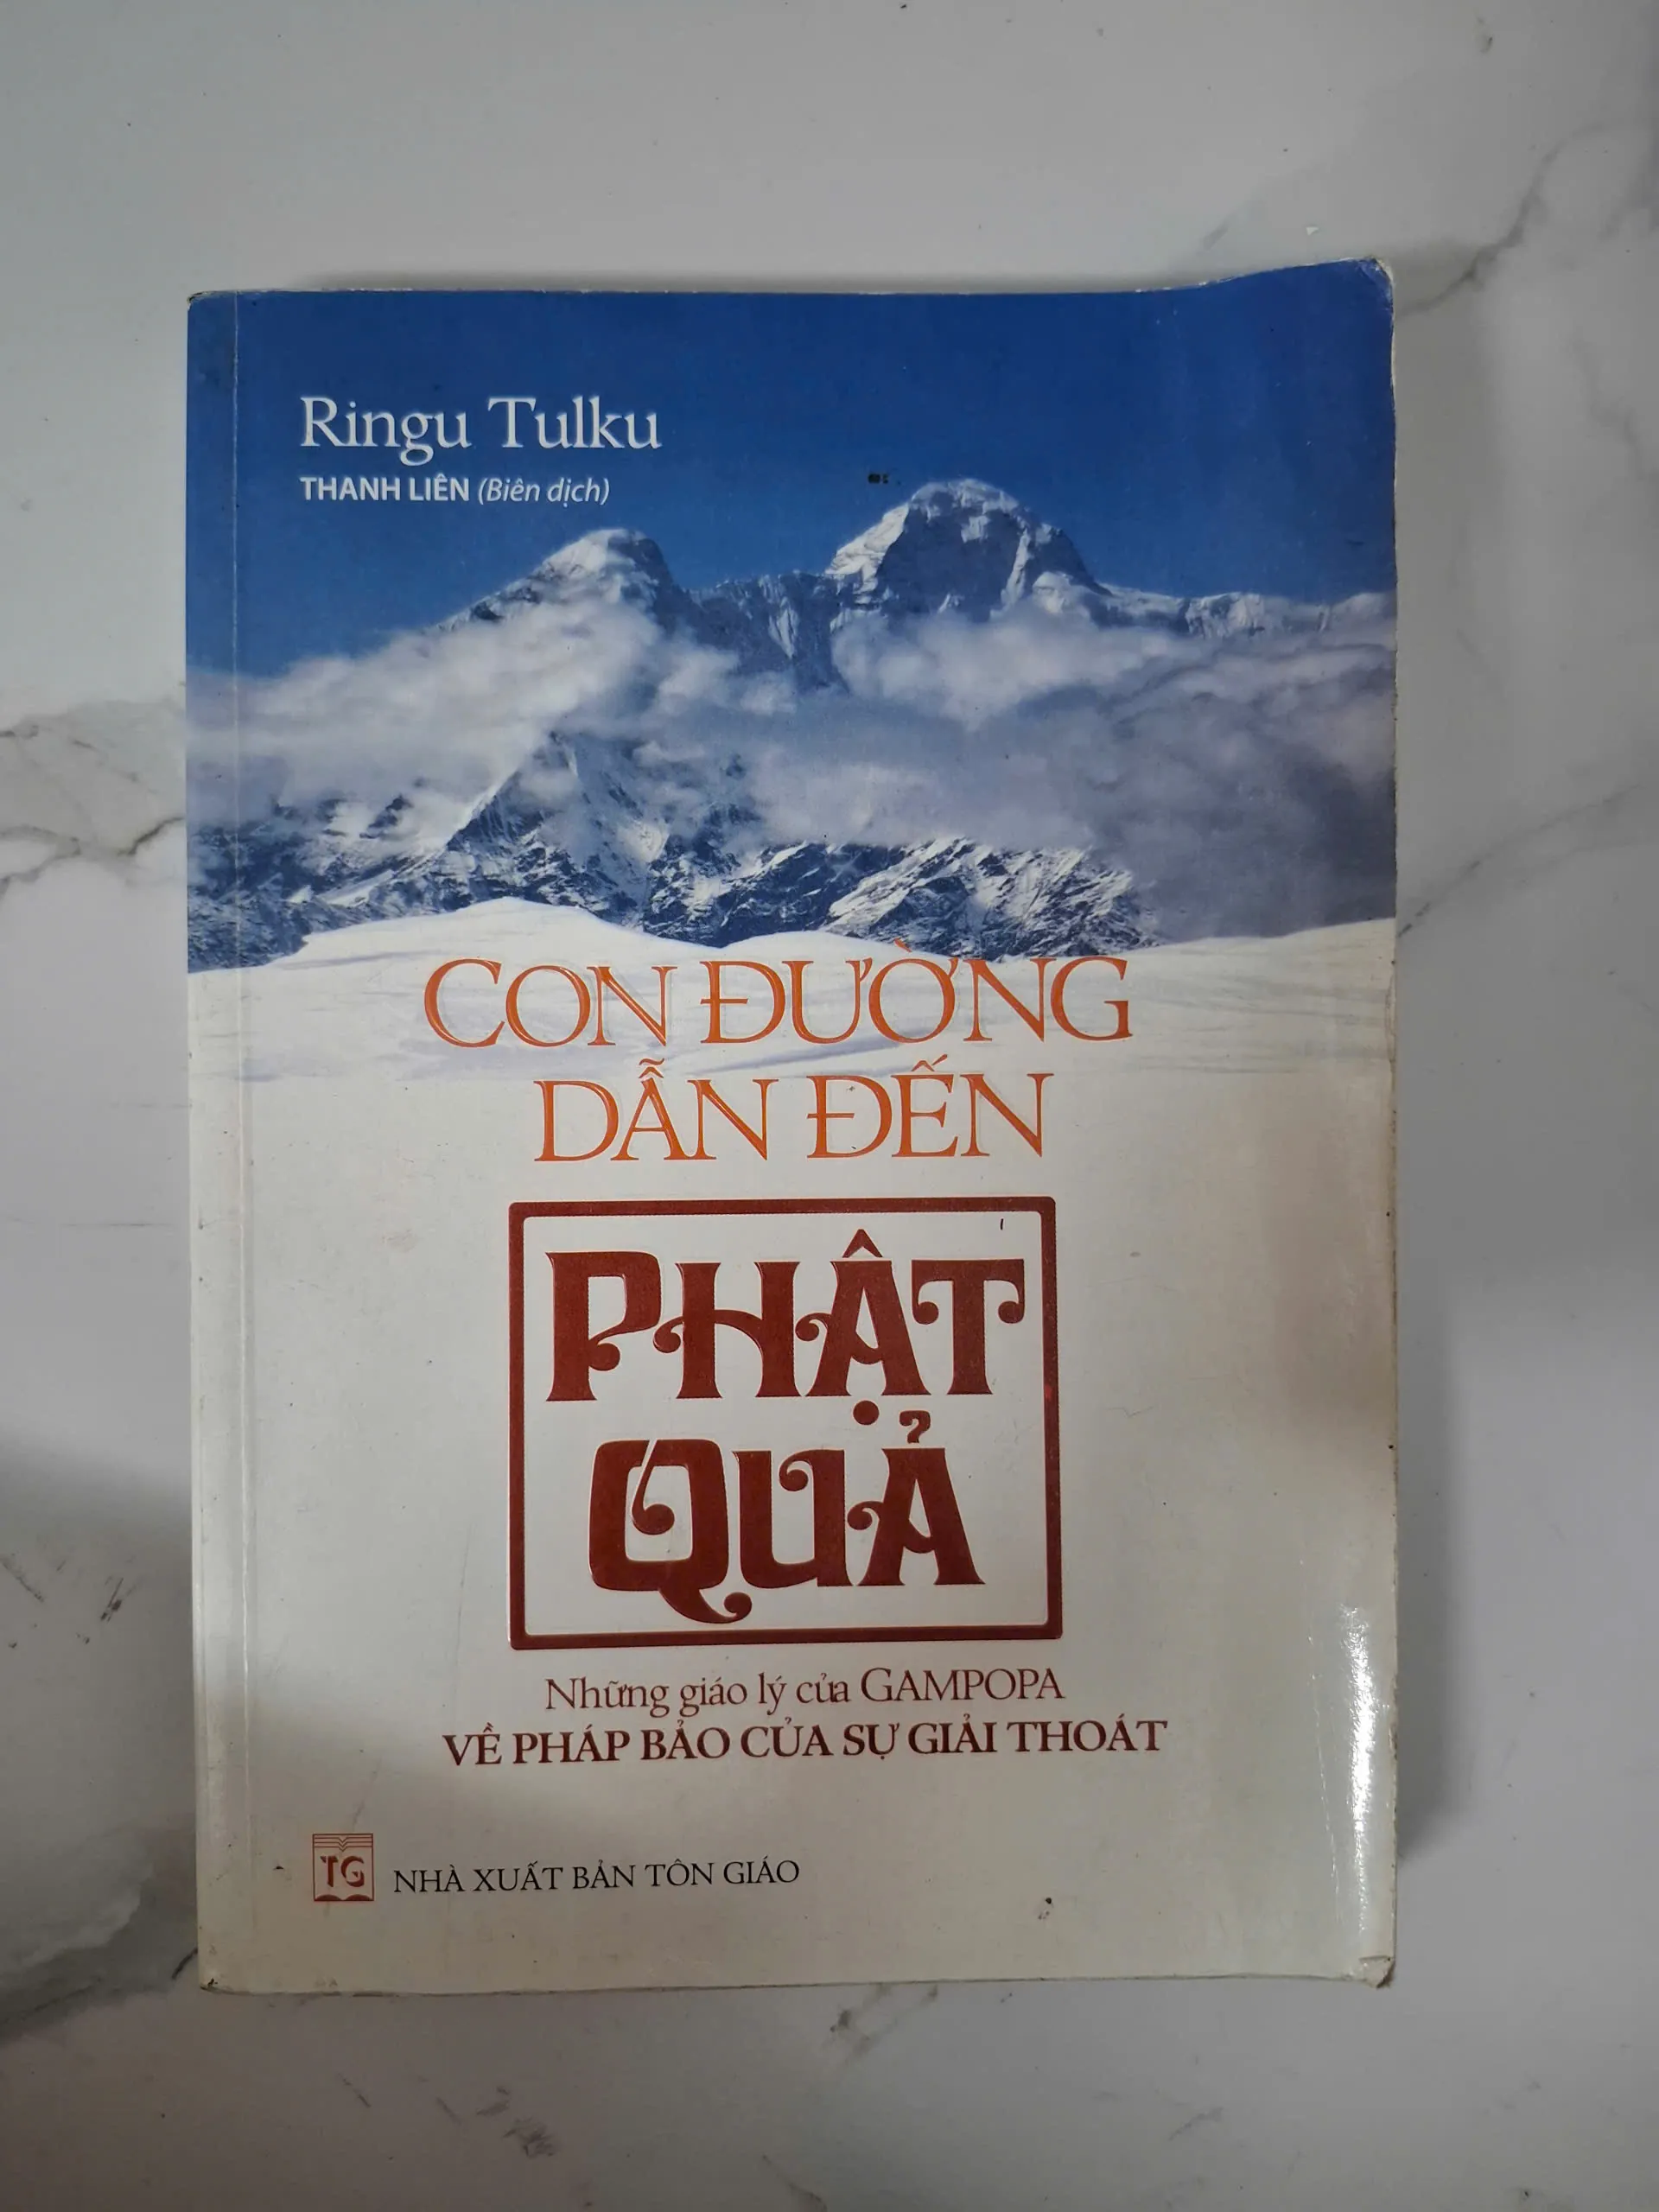 Ringu Tulku
THANH LIÊN (Biên dịch)
CON ĐƯỜNG
DẪN ĐẾN
PHẬT
QUẢ
Những giáo lý của GAMPOPA
VỀ PHÁP BẢO CỦA SỰ GIẢI THOÁT
TG NHÀ XUẤT BẢN TÔN GIÁO